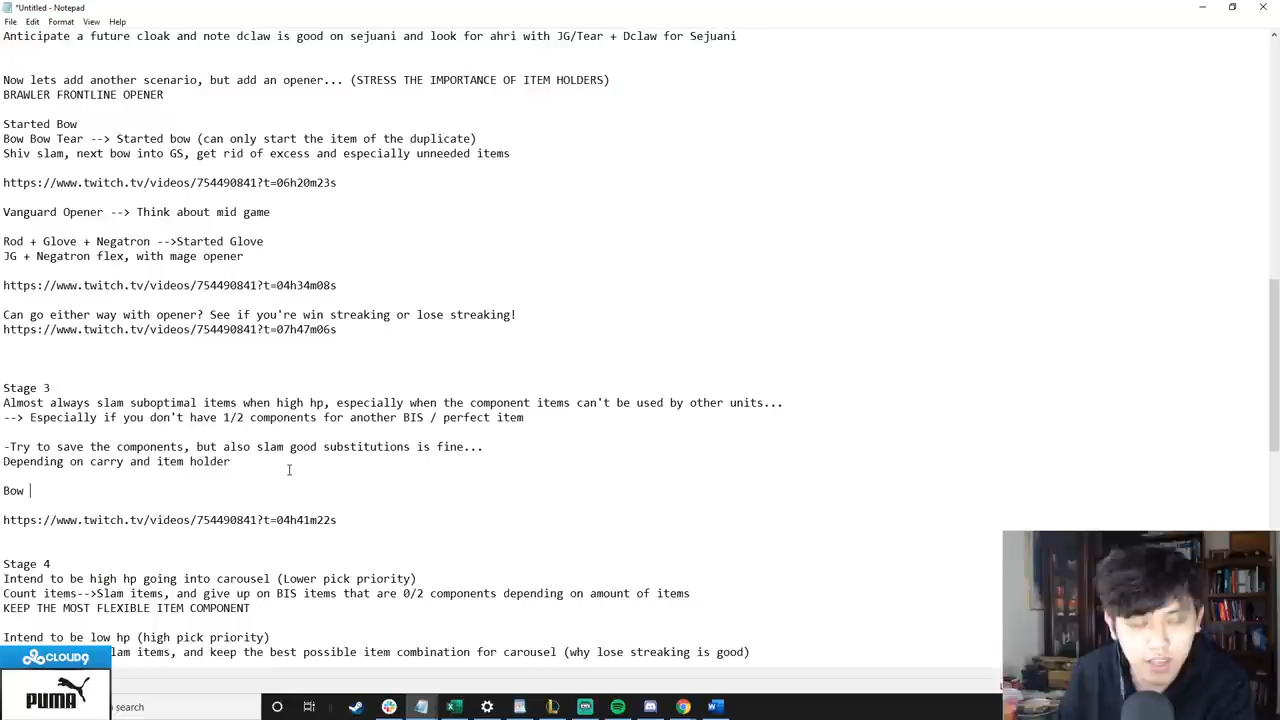 *Untitled - Notepad
File Edit Format View Help
Anticipate a future cloak and note dclaw is good on sejuani and look for ahri with JG/Tear + Dclaw for Sejuani
Now lets add another scenario, but add an opener... (STRESS THE IMPORTANCE OF ITEM HOLDERS)
BRAWLER FRONTLINE OPENER
Started Bow
Bow Bow Tear --> Started bow (can only start the item of the duplicate)
Shiv slam, next bow into GS, get rid of excess and especially unneeded items
https://www.twitch.tv/videos/754490841?t=06h20m23s
Vanguard Opener --> Think about mid game
Rod + Glove + Negatron -->Started Glove
JG + Negatron flex, with mage opener
https://www.twitch.tv/videos/754490841?t=04h34m08s
Can go either way with opener? See if you're win streaking or lose streaking!
https://www.twitch.tv/videos/754490841?t=07h47m06s
Stage 3
Almost always slam suboptimal items when high hp, especially when the component items can't be used by other units...
--> Especially if you don't have 1/2 components for another BIS / perfect item
-Try to save the components, but also slam good substitutions is fine...
Depending on carry and item holder
Bow
https://www.twitch.tv/videos/754490841?t=04h41m22s
Stage 4
Intend to be high hp going into carousel (Lower pick priority)
Count items-->Slam items, and give up on BIS items that are 0/2 components depending on amount of items
KEEP THE MOST FLEXIBLE ITEM COMPONENT
Intend to be low hp (high pick priority)
lam items, and keep the best possible item combination for carousel (why lose streaking is good)
CLOUD9
PUMA
search